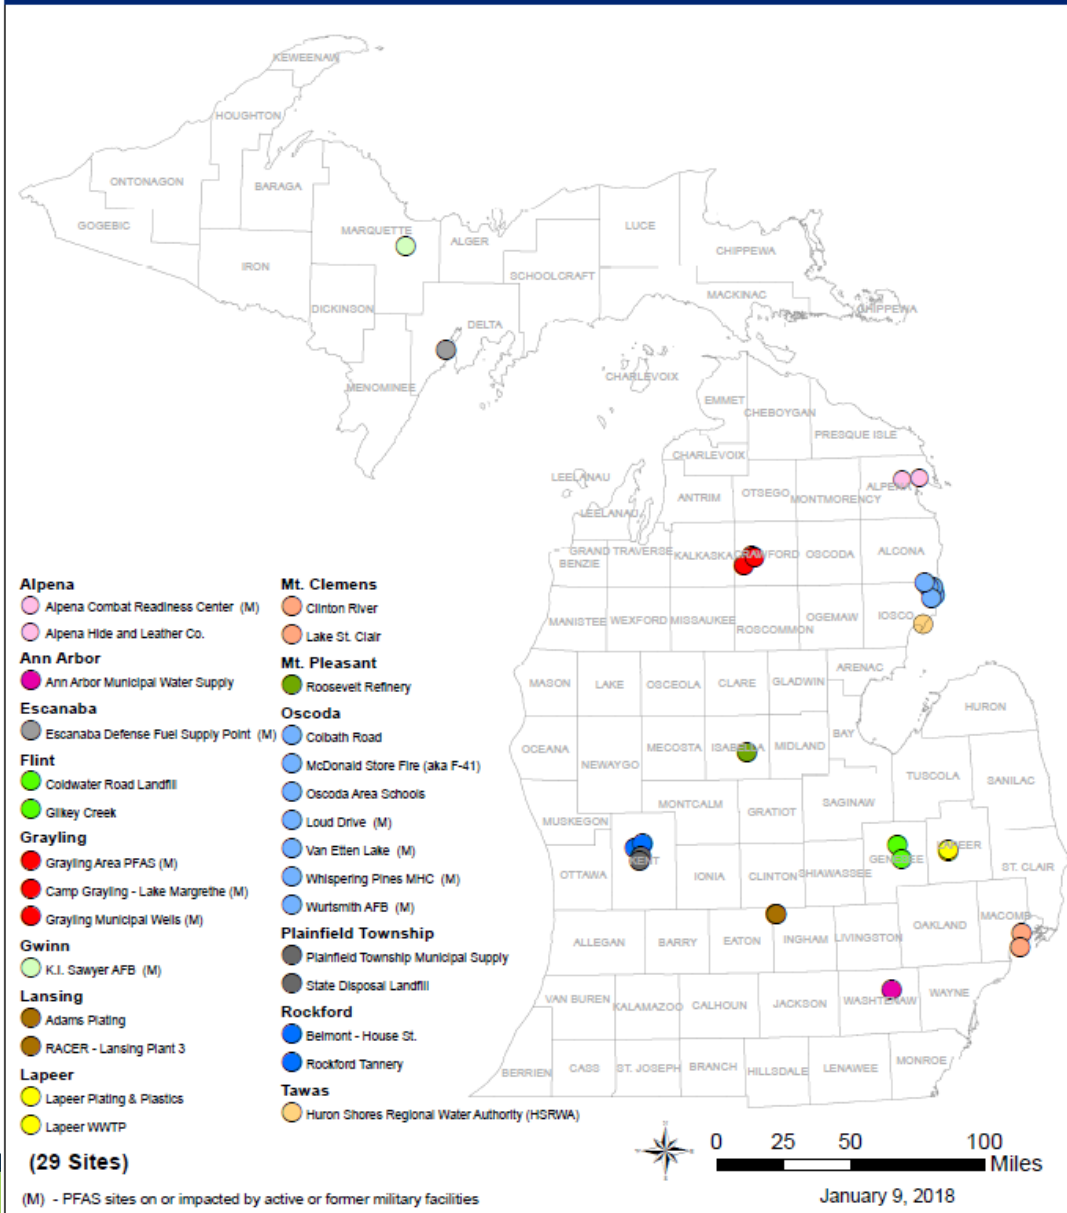 KEWEENAW
HOUGHTON
ONTONAGON
BARAGA
GOGEBIC
MARQUETTE
ALGER
LUCE
CHIPPEWA
IRON
SCHOOLCRAFT
MACKINAC
DICKINSON
CHIPPEWA
DELTA
MENOMINEE
CHARLEVOIX
EMMET
CHEBOYGAN
PRESQUE ISLE
CHARLEVOIX
LEELANAU
ANTRIM
OTSEGO
MONTMORENCY
ALPENA
LEELANAU
GRAND TRAVERSE
BENZIE
KALKASKA
CRAWFORD
OSCODA
ALCONA
MANISTEE
WEXFORD
MISSAUKEE
ROSCOMMON
OGEMAW
IOSCO
ARENAC
MASON
LAKE
OSCEOLA
CLARE
GLADWIN
HURON
OCEANA
NEWAYGO
MECOSTA
ISABELLA
MIDLAND
BAY
TUSCOLA
SANILAC
MUSKEGON
MONTCALM
GRATIOT
SAGINAW
OTTAWA
KENT
IONIA
CLINTON
SHIAWASSEE
GENESEE
LAPEER
ST. CLAIR
ALLEGAN
BARRY
EATON
INGHAM
LIVINGSTON
OAKLAND
MACOMB
VAN BUREN
KALAMAZOO
CALHOUN
JACKSON
WASHTENAW
WAYNE
BERRIEN
CASS
ST. JOSEPH
BRANCH
HILLSDALE
LENAWEE
MONROE
Alpena
Alpena Combat Readiness Center (M)
Alpena Hide and Leather Co.
Ann Arbor
Ann Arbor Municipal Water Supply
Escanaba
Escanaba Defense Fuel Supply Point (M)
Flint
Coldwater Road Landfill
Gilkey Creek
Grayling
Grayling Area PFAS (M)
Camp Grayling - Lake Margrethe (M)
Grayling Municipal Wells (M)
Gwinn
K.I. Sawyer AFB (M)
Lansing
Adams Plating
RACER - Lansing Plant 3
Lapeer
Lapeer Plating & Plastics
Lapeer WWTP
Mt. Clemens
Clinton River
Lake St. Clair
Mt. Pleasant
Roosevelt Refinery
Oscoda
Colbath Road
McDonald Store Fire (aka F-41)
Oscoda Area Schools
Loud Drive (M)
Van Etten Lake (M)
Whispering Pines MHC (M)
Wurtsmith AFB (M)
Plainfield Township
Plainfield Township Municipal Supply
State Disposal Landfill
Rockford
Belmont - House St.
Rockford Tannery
Tawas
Huron Shores Regional Water Authority (HSRWA)
(29 Sites)
(M) - PFAS sites on or impacted by active or former military facilities
0 25 50 100
Miles
January 9, 2018